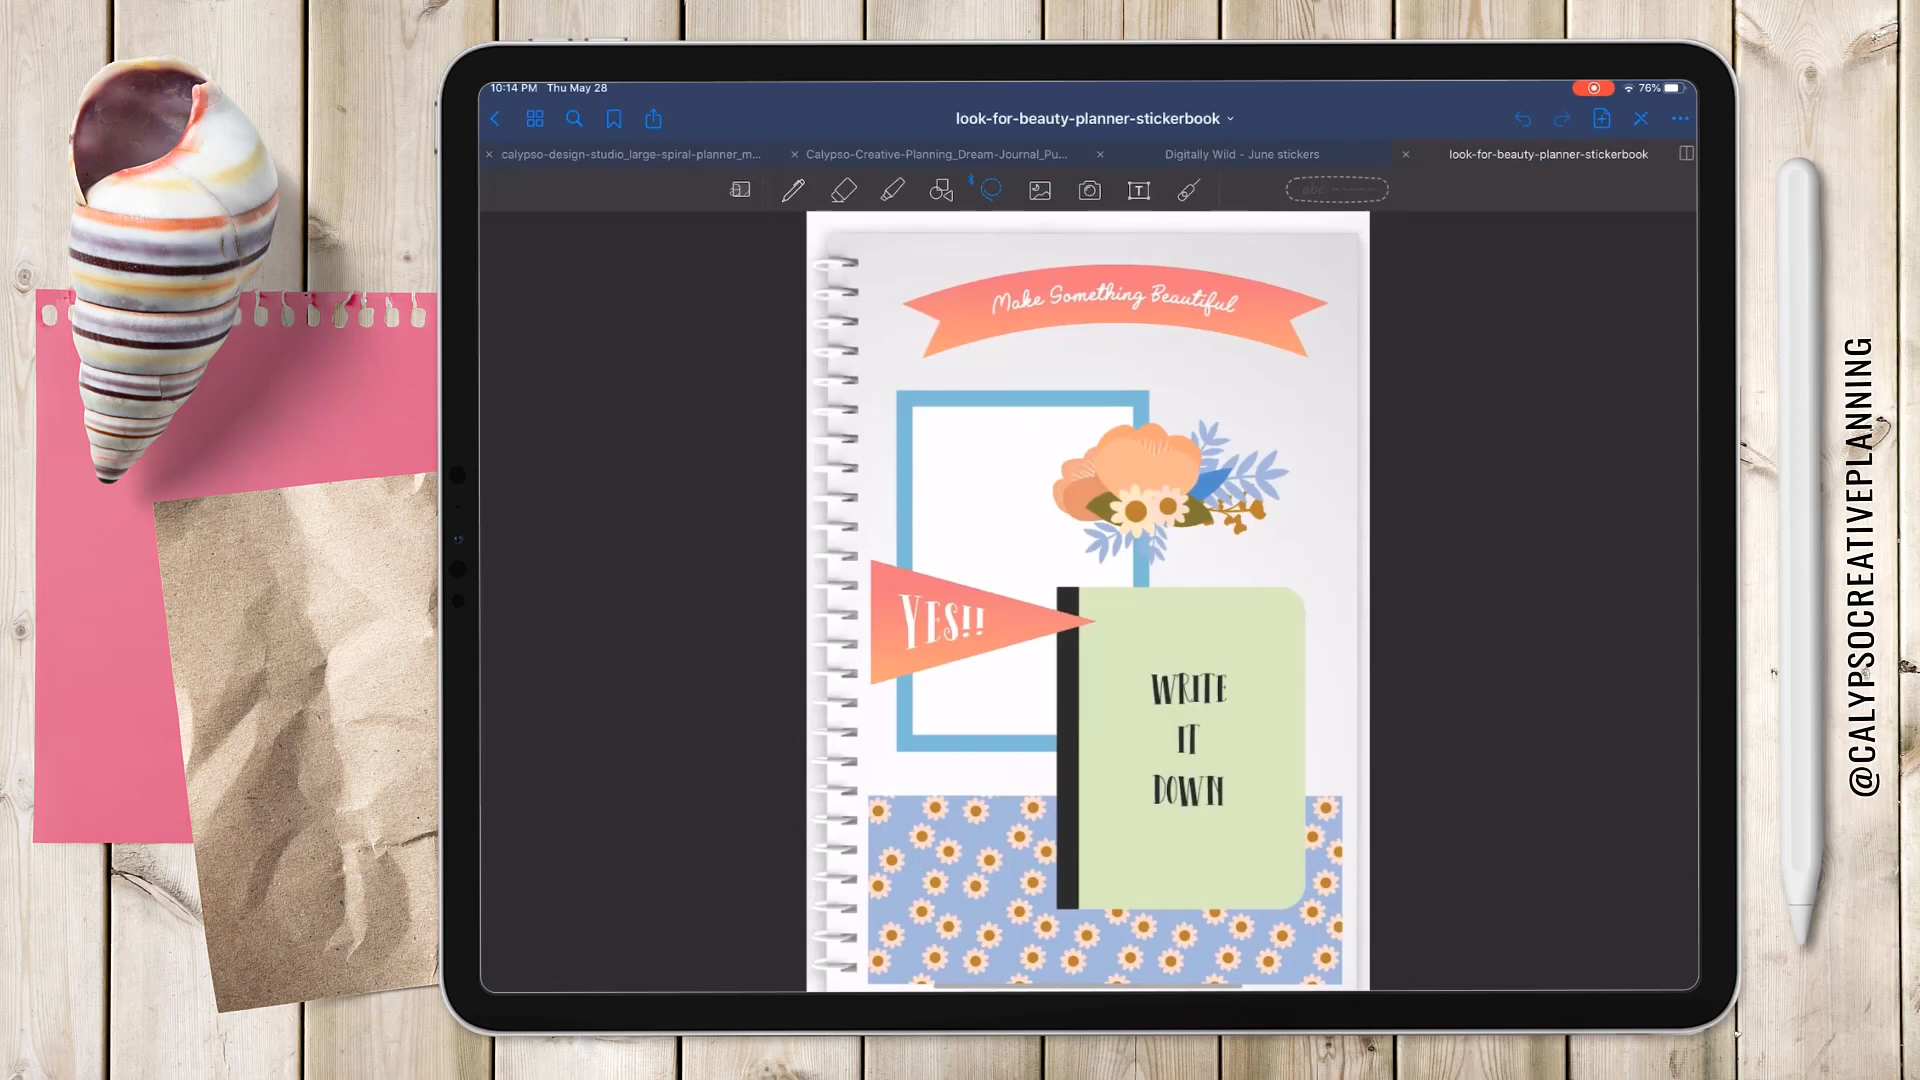 10:14 PM Thu May 28
76%
look-for-beauty-planner-stickerbook
calypso-design-studio_large-spiral-planner_m...
Calypso-Creative-Planning_Dream-Journal_Pu...
Digitally Wild - June stickers
look-for-beauty-planner-stickerbook
T
abc
Make Something Beautiful
YES!!
WRITE
IT
DOWN
@CALYPSOCREATIVEPLANNING